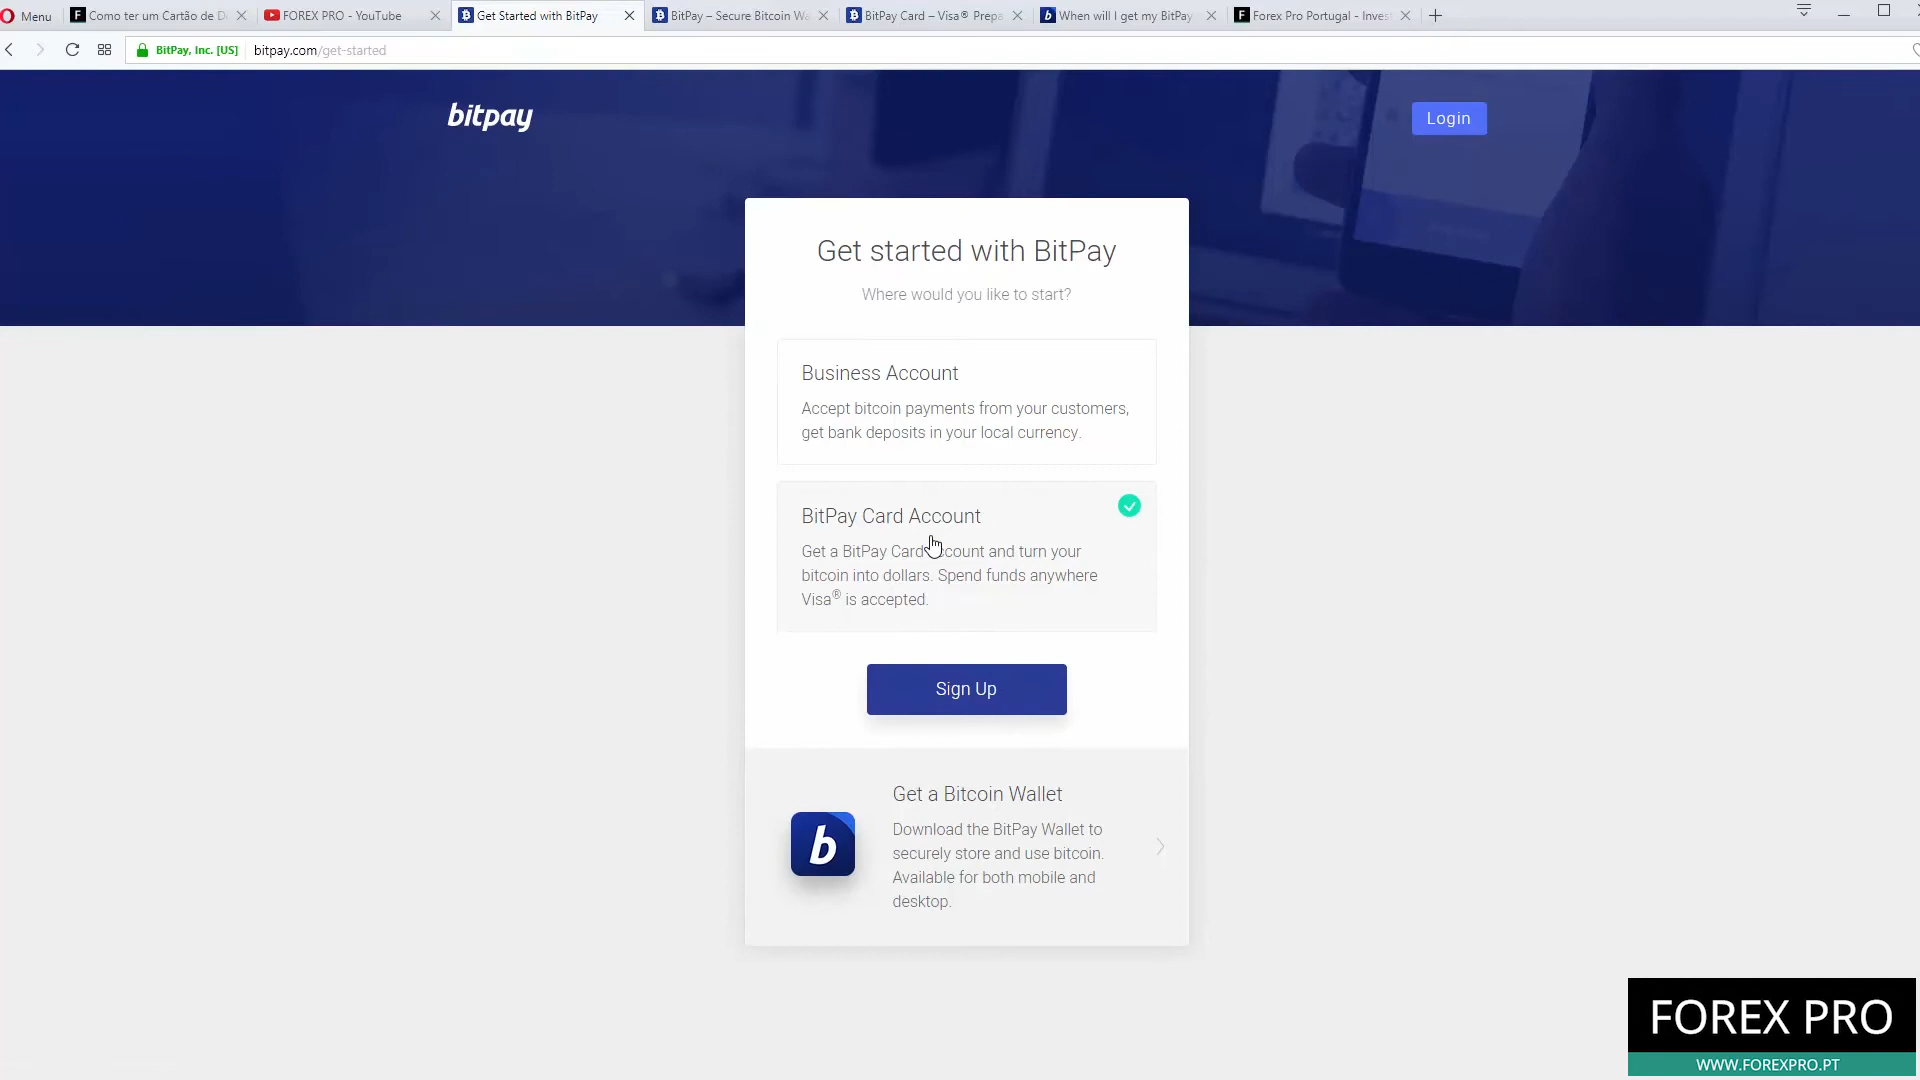 Menu
Como ter um Cartão de D
FOREX PRO - YouTube
Get Started with BitPay
BitPay – Secure Bitcoin Wa
BitPay Card – Visa® Prepa
When will I get my BitPay
Forex Pro Portugal - Inves
BitPay, Inc. [US]
bitpay.com/get-started
bitpay
Login
Get started with BitPay
Where would you like to start?
Business Account
Accept bitcoin payments from your customers,
get bank deposits in your local currency.
BitPay Card Account
Get a BitPay Card account and turn your
bitcoin into dollars. Spend funds anywhere
Visa® is accepted.
Sign Up
Get a Bitcoin Wallet
b
Download the BitPay Wallet to
securely store and use bitcoin.
Available for both mobile and
desktop.
FOREX PRO
WWW.FOREXPRO.PT